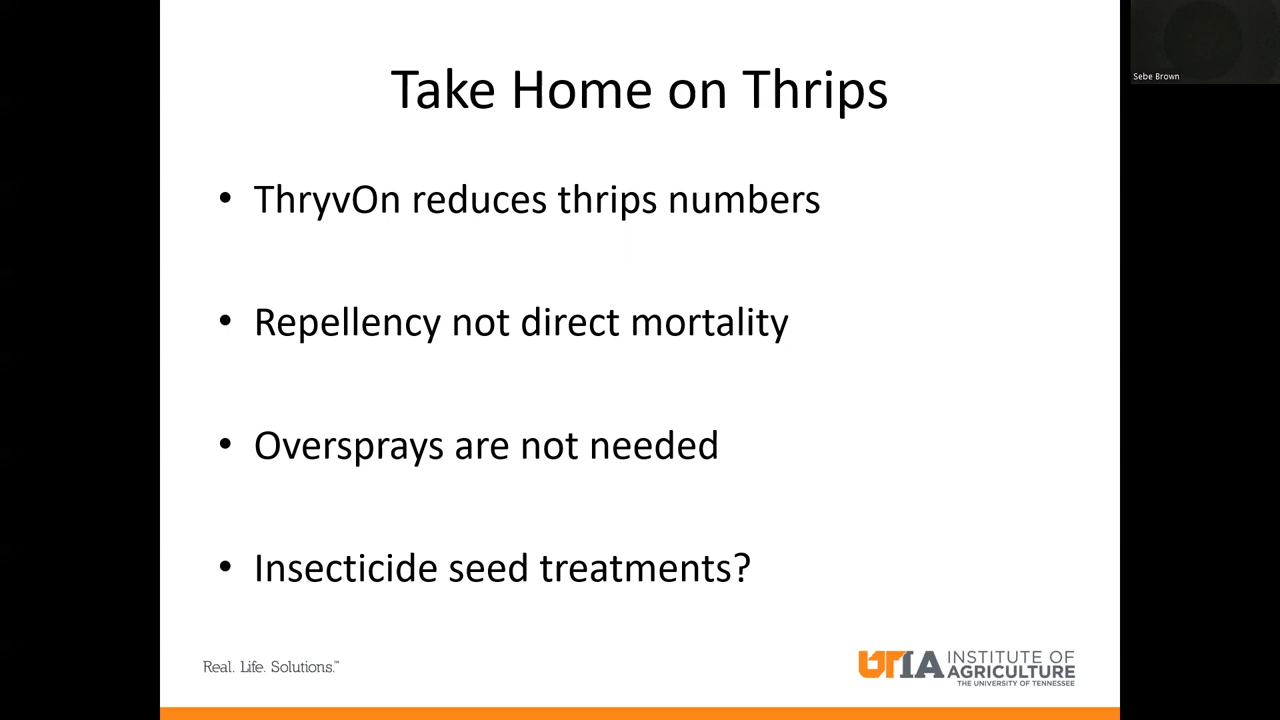 Take Home on Thrips
Sebe Brown
• ThryvOn reduces thrips numbers
• Repellency not direct mortality
• Oversprays are not needed
• Insecticide seed treatments?
Real. Life. Solutions.™
UTIA INSTITUTE OF
AGRICULTURE
THE UNIVERSITY OF TENNESSEE